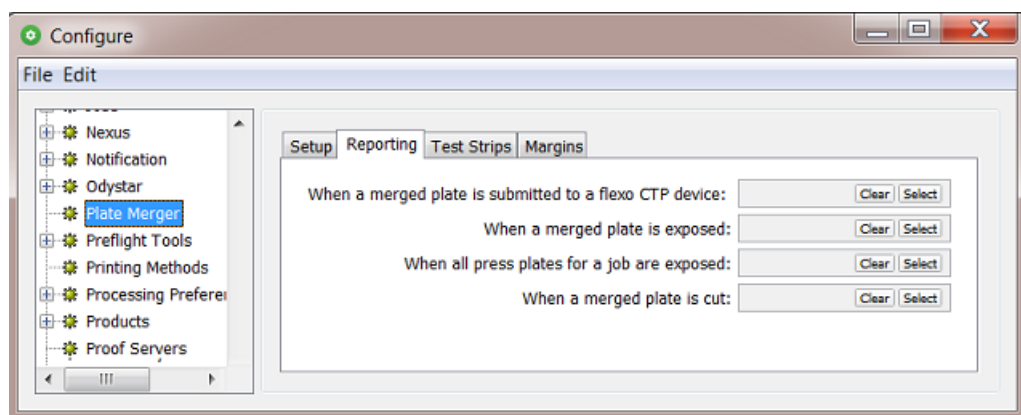 Configure
File Edit
Nexus
Notification
Odystar
Plate Merger
Preflight Tools
Printing Methods
Processing Preferen
Products
Proof Servers
Setup Reporting Test Strips Margins
When a merged plate is submitted to a flexo CTP device: Clear Select
When a merged plate is exposed: Clear Select
When all press plates for a job are exposed: Clear Select
When a merged plate is cut: Clear Select